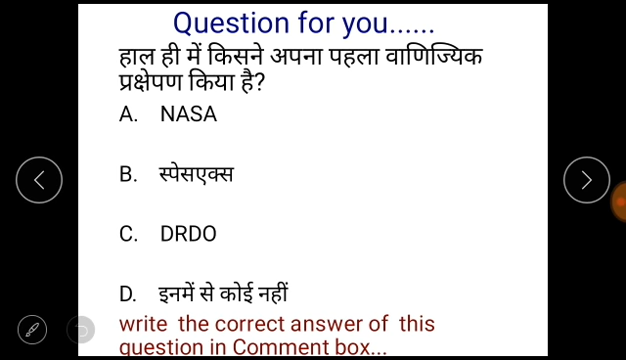 Question for you......
हाल ही में किसने अपना पहला वाणिज्यिक
प्रक्षेपण किया है?
A. NASA
B. स्पेसएक्स
C. DRDO
D. इनमें से कोई नहीं
write the correct answer of this
question in Comment box...